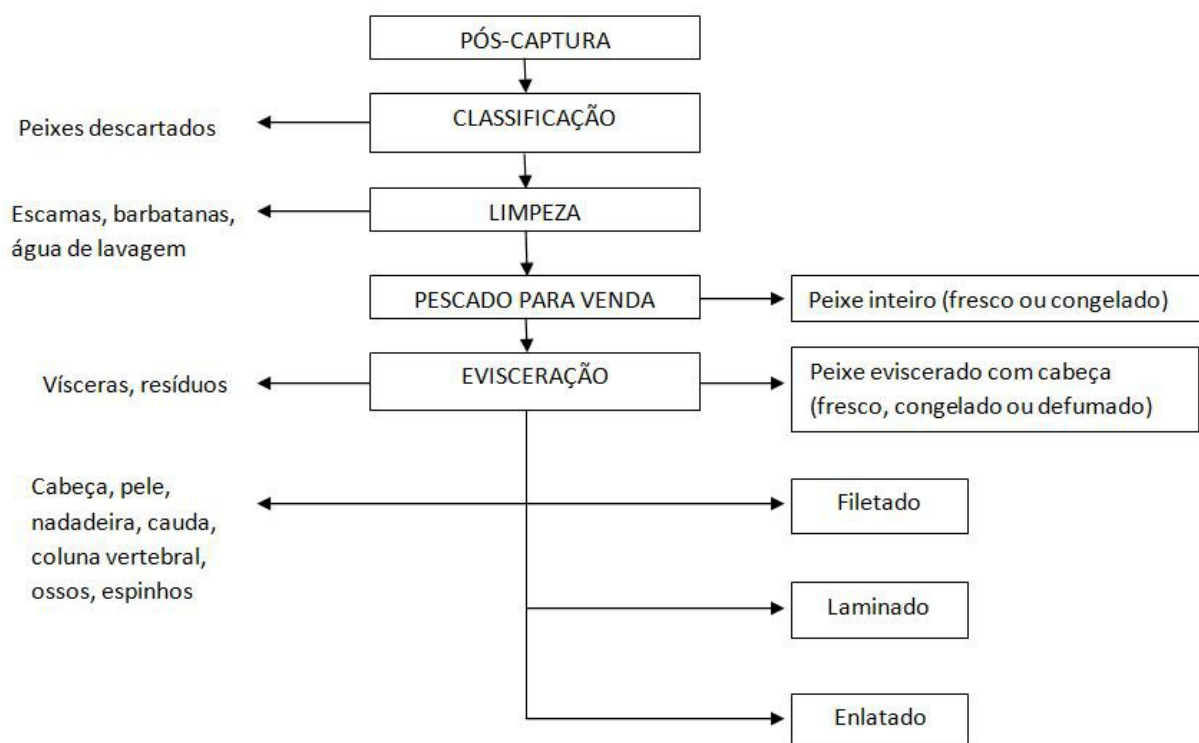 PÓS-CAPTURA
CLASSIFICAÇÃO
Peixes descartados
Escamas, barbatanas,
água de lavagem
LIMPEZA
PESCADO PARA VENDA
Peixe inteiro (fresco ou congelado)
EVISCERAÇÃO
Vísceras, resíduos
Peixe eviscerado com cabeça
(fresco, congelado ou defumado)
Cabeça, pele,
nadadeira, cauda,
coluna vertebral,
ossos, espinhos
Filetado
Laminado
Enlatado